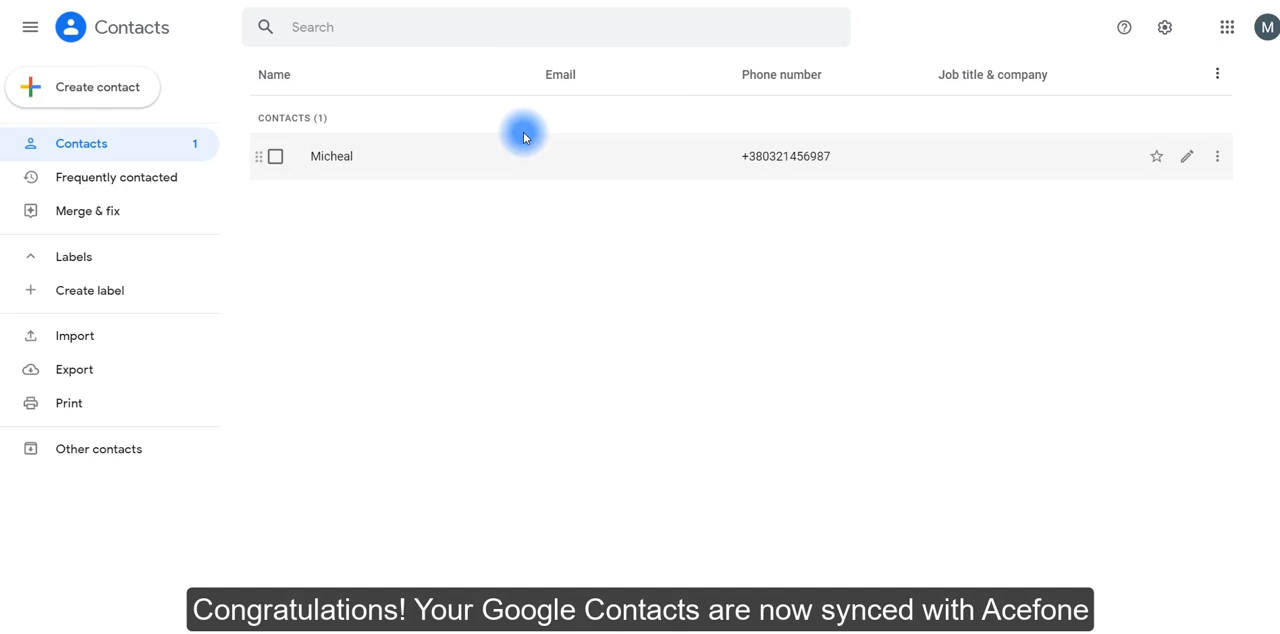 Contacts
Search
M
Create contact
Name Email Phone number Job title & company
CONTACTS (1)
Contacts 1
Micheal +380321456987
Frequently contacted
Merge & fix
Labels
Create label
Import
Export
Print
Other contacts
Congratulations! Your Google Contacts are now synced with Acefone